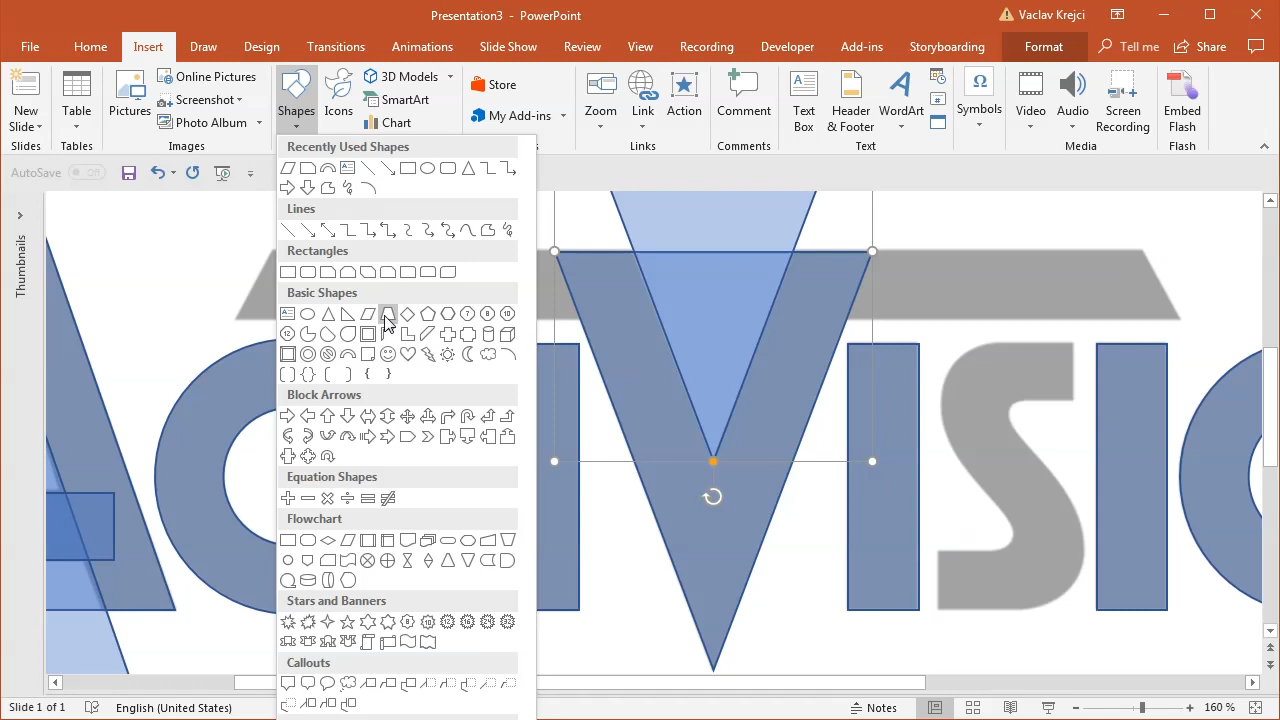 Presentation3 - PowerPoint
Vaclav Krejci
File Home Insert Draw Design Transitions Animations Slide Show Review View Recording Developer Add-ins Storyboarding Format Tell me Share
New Slide
Slides
Table
Tables
Pictures
Online Pictures
Screenshot
Photo Album
Images
Shapes
Icons
3D Models
SmartArt
Chart
Store
My Add-ins
Zoom
Link
Action
Links
Comment
Comments
Text Box
Header & Footer
WordArt
Text
Symbols
Video
Audio
Screen Recording
Media
Embed Flash
Flash
AutoSave Off
Thumbnails
Recently Used Shapes
Lines
Rectangles
Basic Shapes
Block Arrows
Equation Shapes
Flowchart
Stars and Banners
Callouts
ACTIVISIO
Slide 1 of 1
English (United States)
Notes
160 %